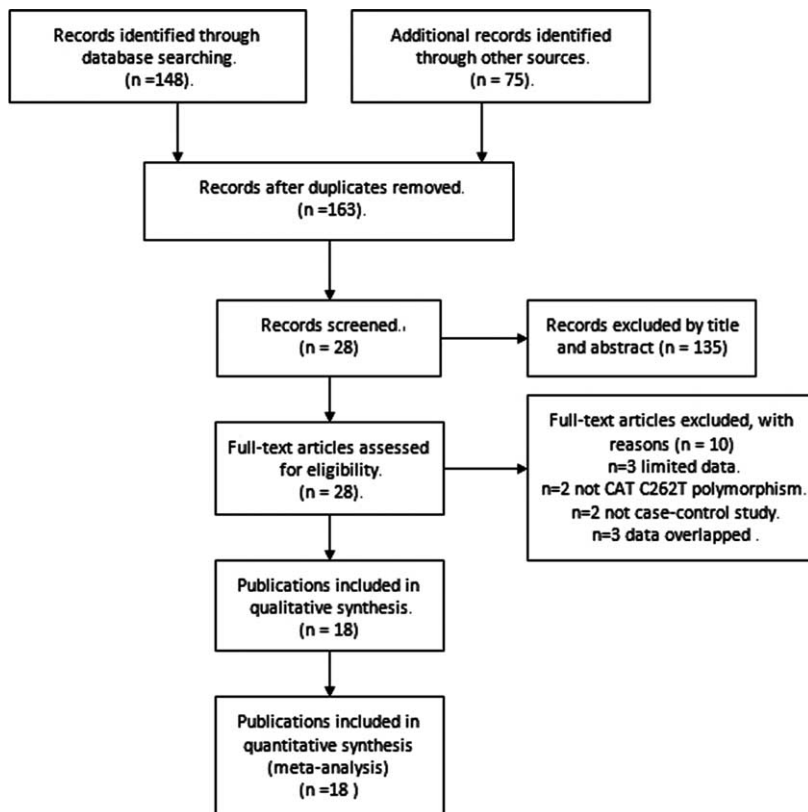 Records identified through
database searching.
(n =148).
Additional records identified
through other sources.
(n = 75).
Records after duplicates removed.
(n =163).
Records screened..
(n = 28)
Records excluded by title
and abstract (n = 135)
Full-text articles assessed
for eligibility.
(n = 28).
Full-text articles excluded, with
reasons (n = 10)
n=3 limited data.
n=2 not CAT C262T polymorphism.
n=2 not case-control study.
n=3 data overlapped .
Publications included in
qualitative synthesis.
(n = 18)
Publications included in
quantitative synthesis
(meta-analysis)
(n =18 )